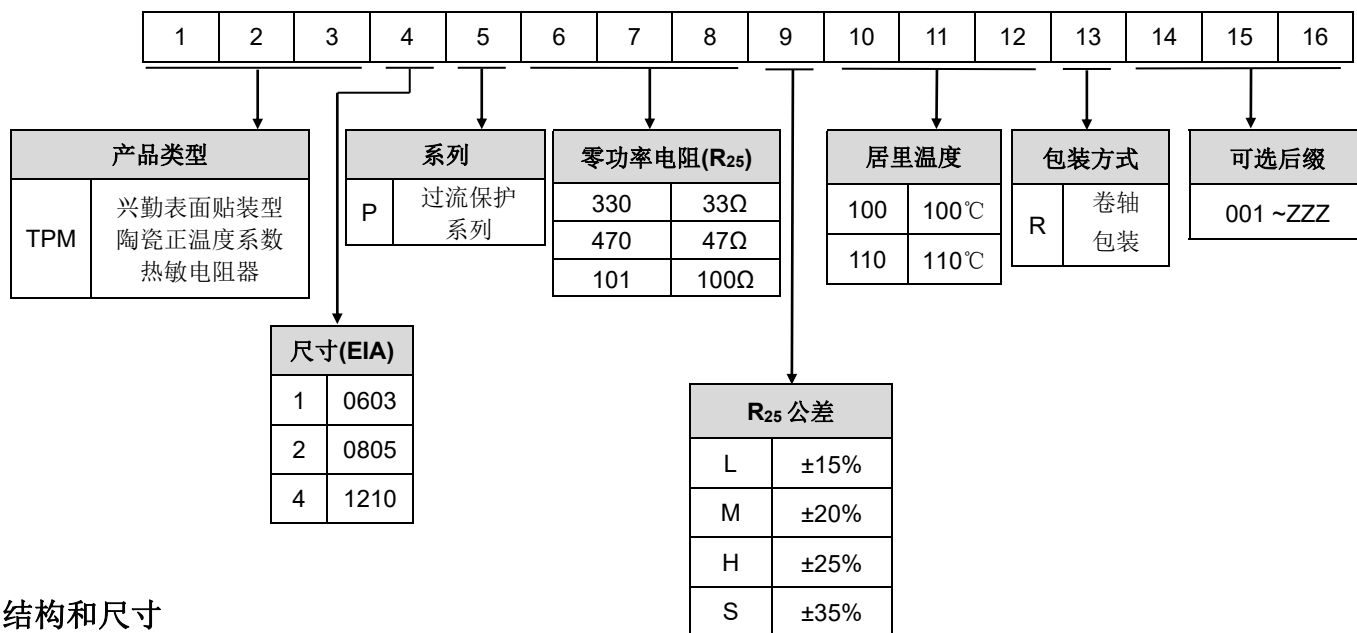 1 2 3 4 5 6 7 8 9 10 11 12 13 14 15 16
产品类型
TPM
兴勤表面贴装型
陶瓷正温度系数
热敏电阻器
系列
P
过流保护
系列
零功率电阻(R25)
330 33Ω
470 47Ω
101 100Ω
居里温度
100 100℃
110 110℃
包装方式
R
卷轴
包装
可选后缀
001 ~ZZZ
尺寸(EIA)
1 0603
2 0805
4 1210
R25 公差
L ±15%
M ±20%
H ±25%
S ±35%
结构和尺寸